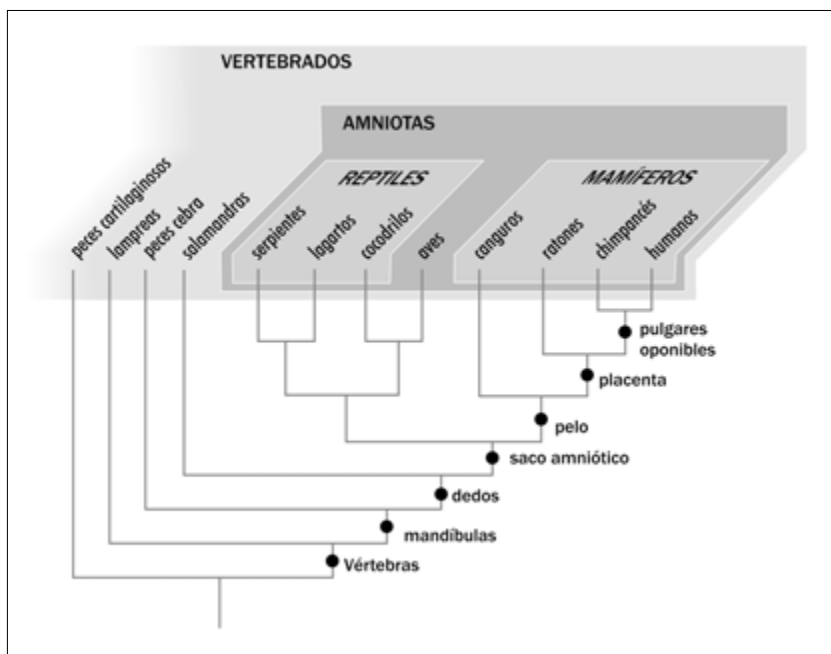 VERTEBRADOS
AMNIOTAS
REPTILES
MAMÍFEROS
peces cartilaginosos
lampreas
peces cebra
salamandras
serpientes
lagartos
cocodrilos
aves
canguros
ratones
chimpancés
humanos
pulgares
oponibles
placenta
pelo
saco amniótico
dedos
mandíbulas
Vértebras